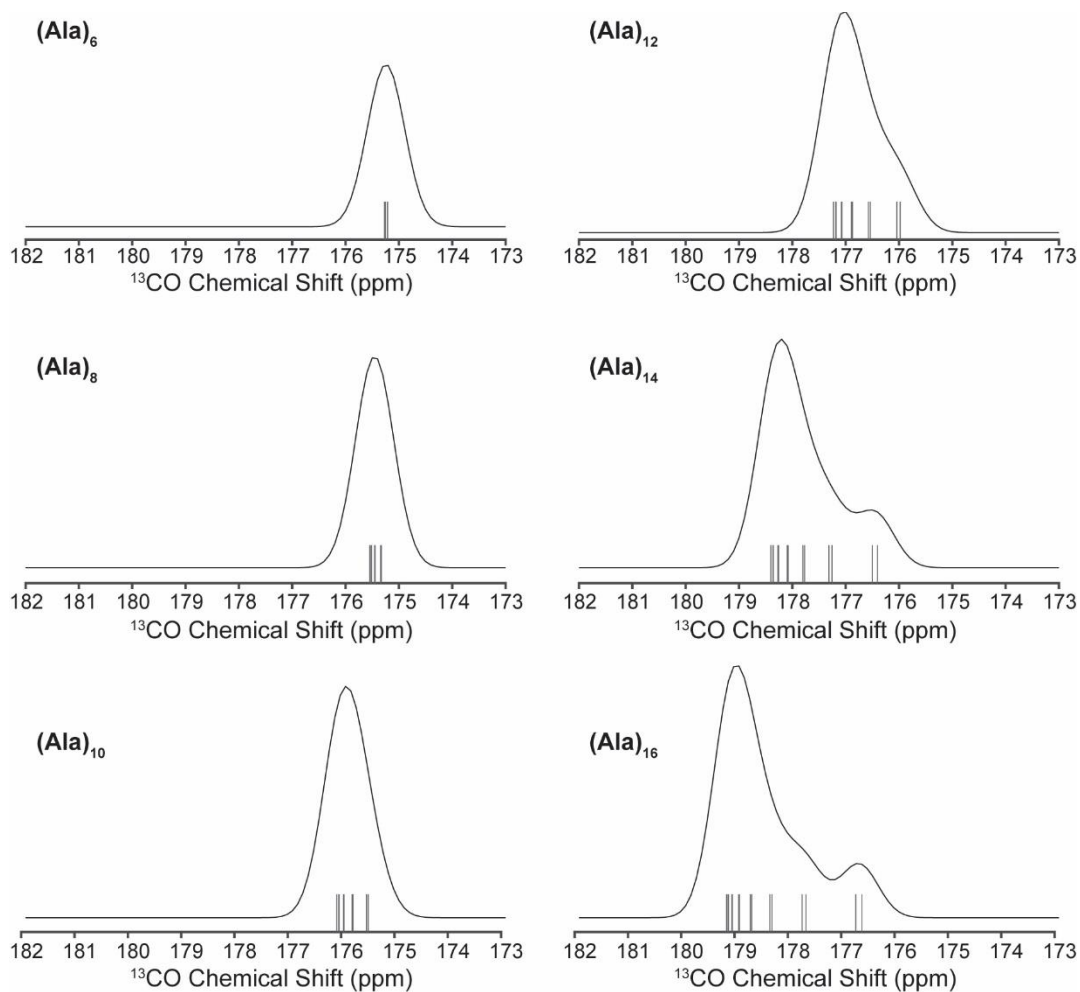 (Ala)6
182 181 180 179 178 177 176 175 174 173
13CO Chemical Shift (ppm)
(Ala)8
182 181 180 179 178 177 176 175 174 173
13CO Chemical Shift (ppm)
(Ala)10
182 181 180 179 178 177 176 175 174 173
13CO Chemical Shift (ppm)
(Ala)12
182 181 180 179 178 177 176 175 174 173
13CO Chemical Shift (ppm)
(Ala)14
182 181 180 179 178 177 176 175 174 173
13CO Chemical Shift (ppm)
(Ala)16
182 181 180 179 178 177 176 175 174 173
13CO Chemical Shift (ppm)